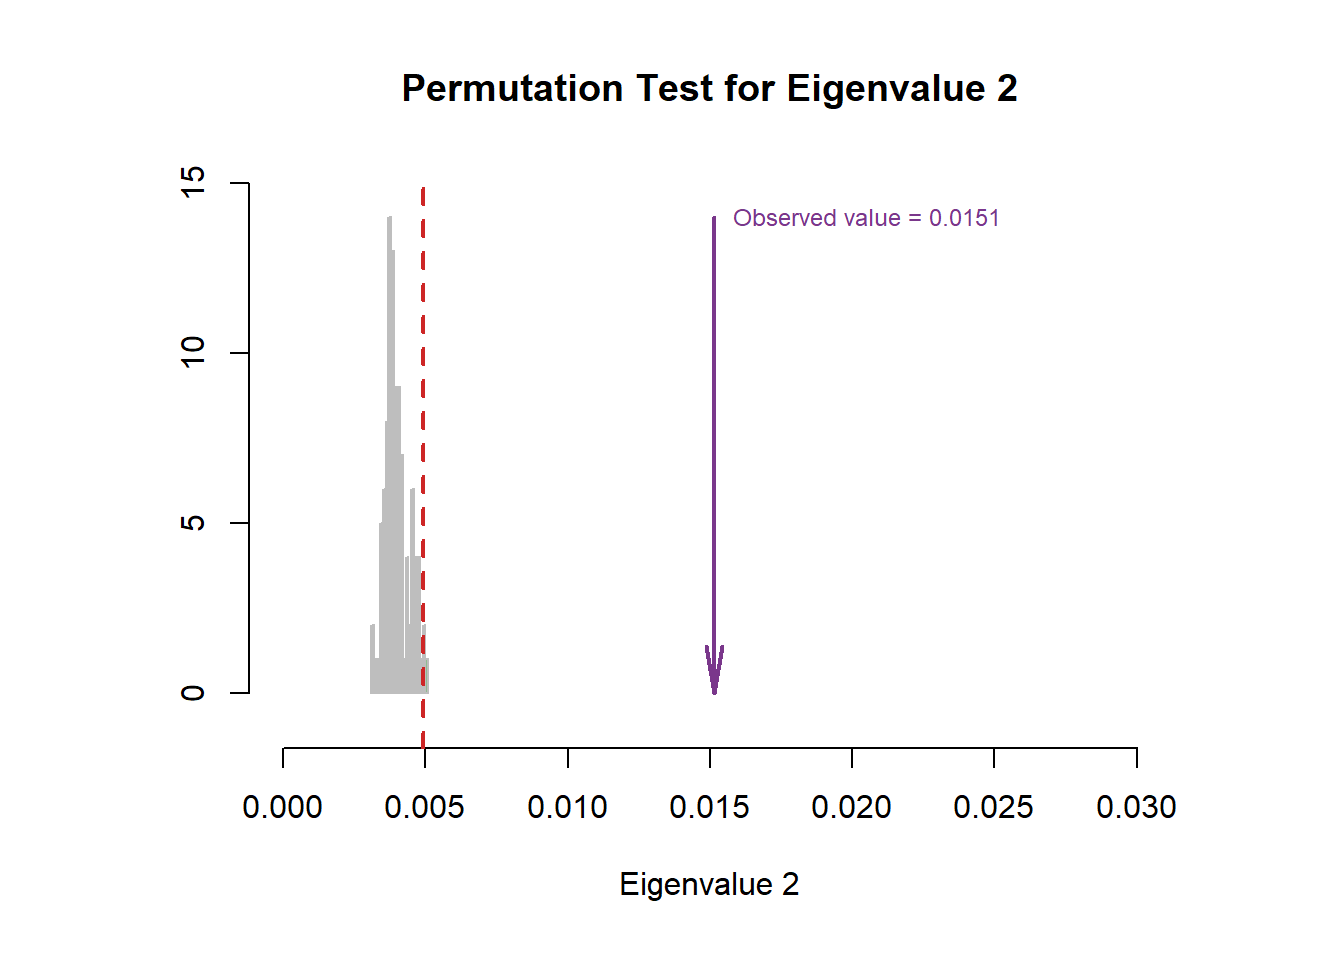 Permutation Test for Eigenvalue 2
15
Observed value = 0.0151
10
5
0
0.000 0.005 0.010 0.015 0.020 0.025 0.030
Eigenvalue 2